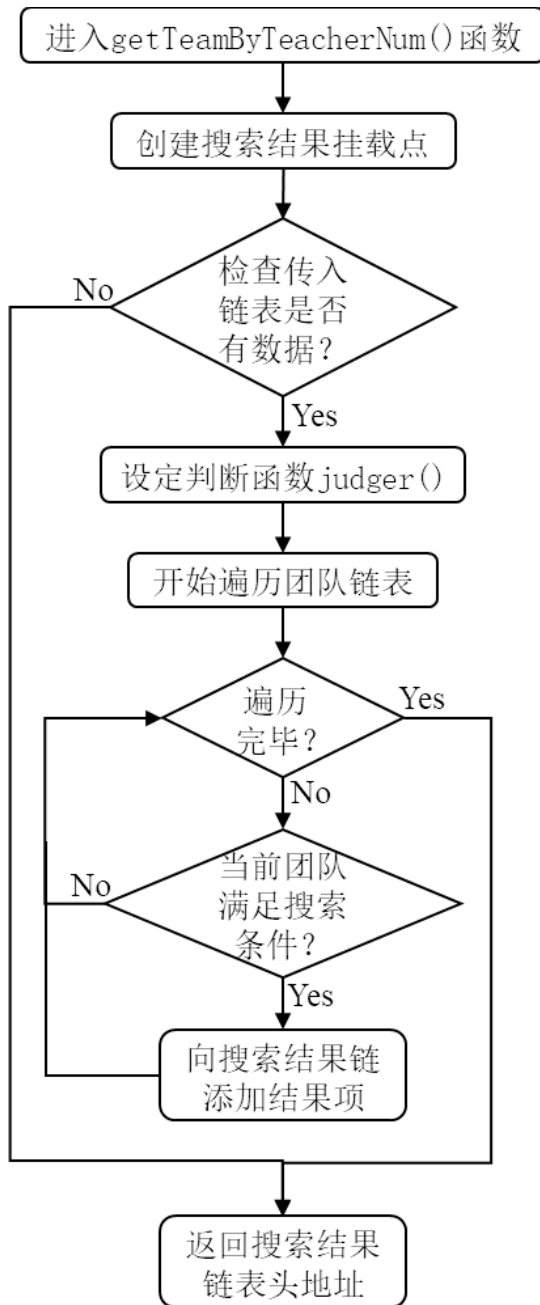 进入getTeamByTeacherNum()函数
创建搜索结果挂载点
检查传入
链表是否
有数据?
No
Yes
设定判断函数judger()
开始遍历团队链表
遍历
完毕?
Yes
No
当前团队
满足搜索
条件?
No
Yes
向搜索结果链
添加结果项
返回搜索结果
链表头地址